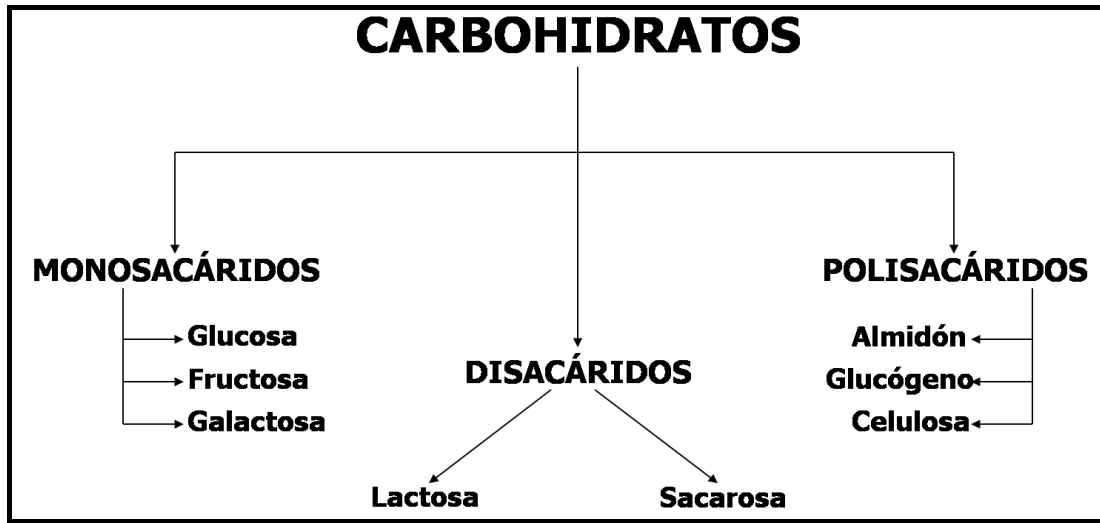 CARBOHIDRATOS
MONOSACÁRIDOS
Glucosa
Fructosa
Galactosa
DISACÁRIDOS
Lactosa
Sacarosa
POLISACÁRIDOS
Almidón
Glucógeno
Celulosa